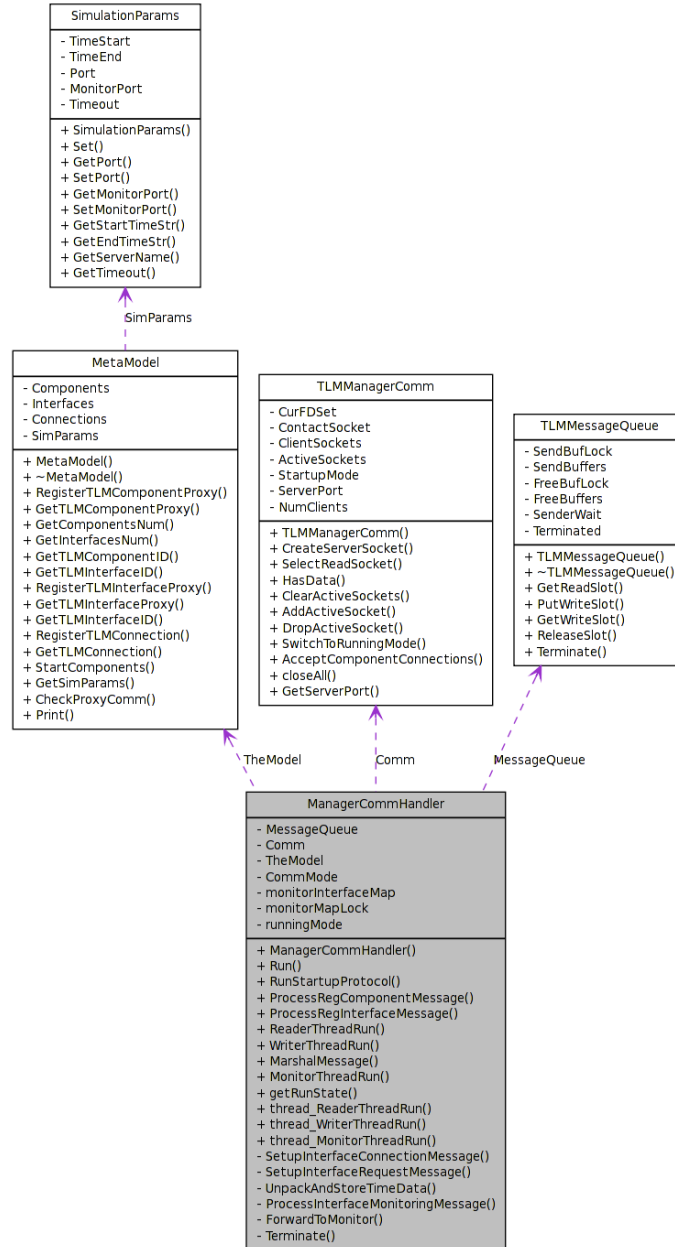 SimulationParams
- TimeStart
- TimeEnd
- Port
- MonitorPort
- Timeout
+ SimulationParams()
+ Set()
+ GetPort()
+ SetPort()
+ GetMonitorPort()
+ SetMonitorPort()
+ GetStartTimeStr()
+ GetEndTimeStr()
+ GetServerName()
+ GetTimeout()
SimParams
MetaModel
- Components
- Interfaces
- Connections
- SimParams
+ MetaModel()
+ ~MetaModel()
+ RegisterTLMComponentProxy()
+ GetTLMComponentProxy()
+ GetComponentsNum()
+ GetInterfacesNum()
+ GetTLMComponentID()
+ GetTLMInterfaceID()
+ RegisterTLMInterfaceProxy()
+ GetTLMInterfaceProxy()
+ GetTLMInterfaceID()
+ RegisterTLMConnection()
+ GetTLMConnection()
+ StartComponents()
+ GetSimParams()
+ CheckProxyComm()
+ Print()
TLMManagerComm
- CurFDSet
- ContactSocket
- ClientSockets
- ActiveSockets
- StartupMode
- ServerPort
- NumClients
+ TLMManagerComm()
+ CreateServerSocket()
+ SelectReadSocket()
+ HasData()
+ ClearActiveSockets()
+ AddActiveSocket()
+ DropActiveSocket()
+ SwitchToRunningMode()
+ AcceptComponentConnections()
+ closeAll()
+ GetServerPort()
TLMMessageQueue
- SendBufLock
- SendBuffers
- FreeBufLock
- FreeBuffers
- SenderWait
- Terminated
+ TLMMessageQueue()
+ ~TLMMessageQueue()
+ GetReadSlot()
+ PutWriteSlot()
+ GetWriteSlot()
+ ReleaseSlot()
+ Terminate()
TheModel
Comm
MessageQueue
ManagerCommHandler
- MessageQueue
- Comm
- TheModel
- CommMode
- monitorInterfaceMap
- monitorMapLock
- runningMode
+ ManagerCommHandler()
+ Run()
+ RunStartupProtocol()
+ ProcessRegComponentMessage()
+ ProcessRegInterfaceMessage()
+ ReaderThreadRun()
+ WriterThreadRun()
+ MarshalMessage()
+ MonitorThreadRun()
+ getRunState()
+ thread_ReaderThreadRun()
+ thread_WriterThreadRun()
+ thread_MonitorThreadRun()
- SetupInterfaceConnectionMessage()
- SetupInterfaceRequestMessage()
- UnpackAndStoreTimeData()
- ProcessInterfaceMonitoringMessage()
- ForwardToMonitor()
- Terminate()